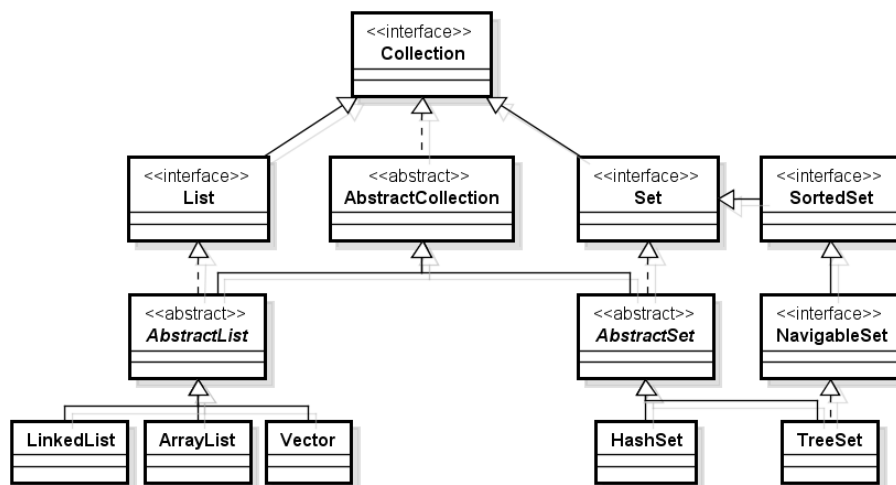 <<interface>>
Collection
<<interface>>
List
<<abstract>>
AbstractCollection
<<interface>>
Set
<<interface>>
SortedSet
<<abstract>>
AbstractList
<<abstract>>
AbstractSet
<<interface>>
NavigableSet
LinkedList
ArrayList
Vector
HashSet
TreeSet